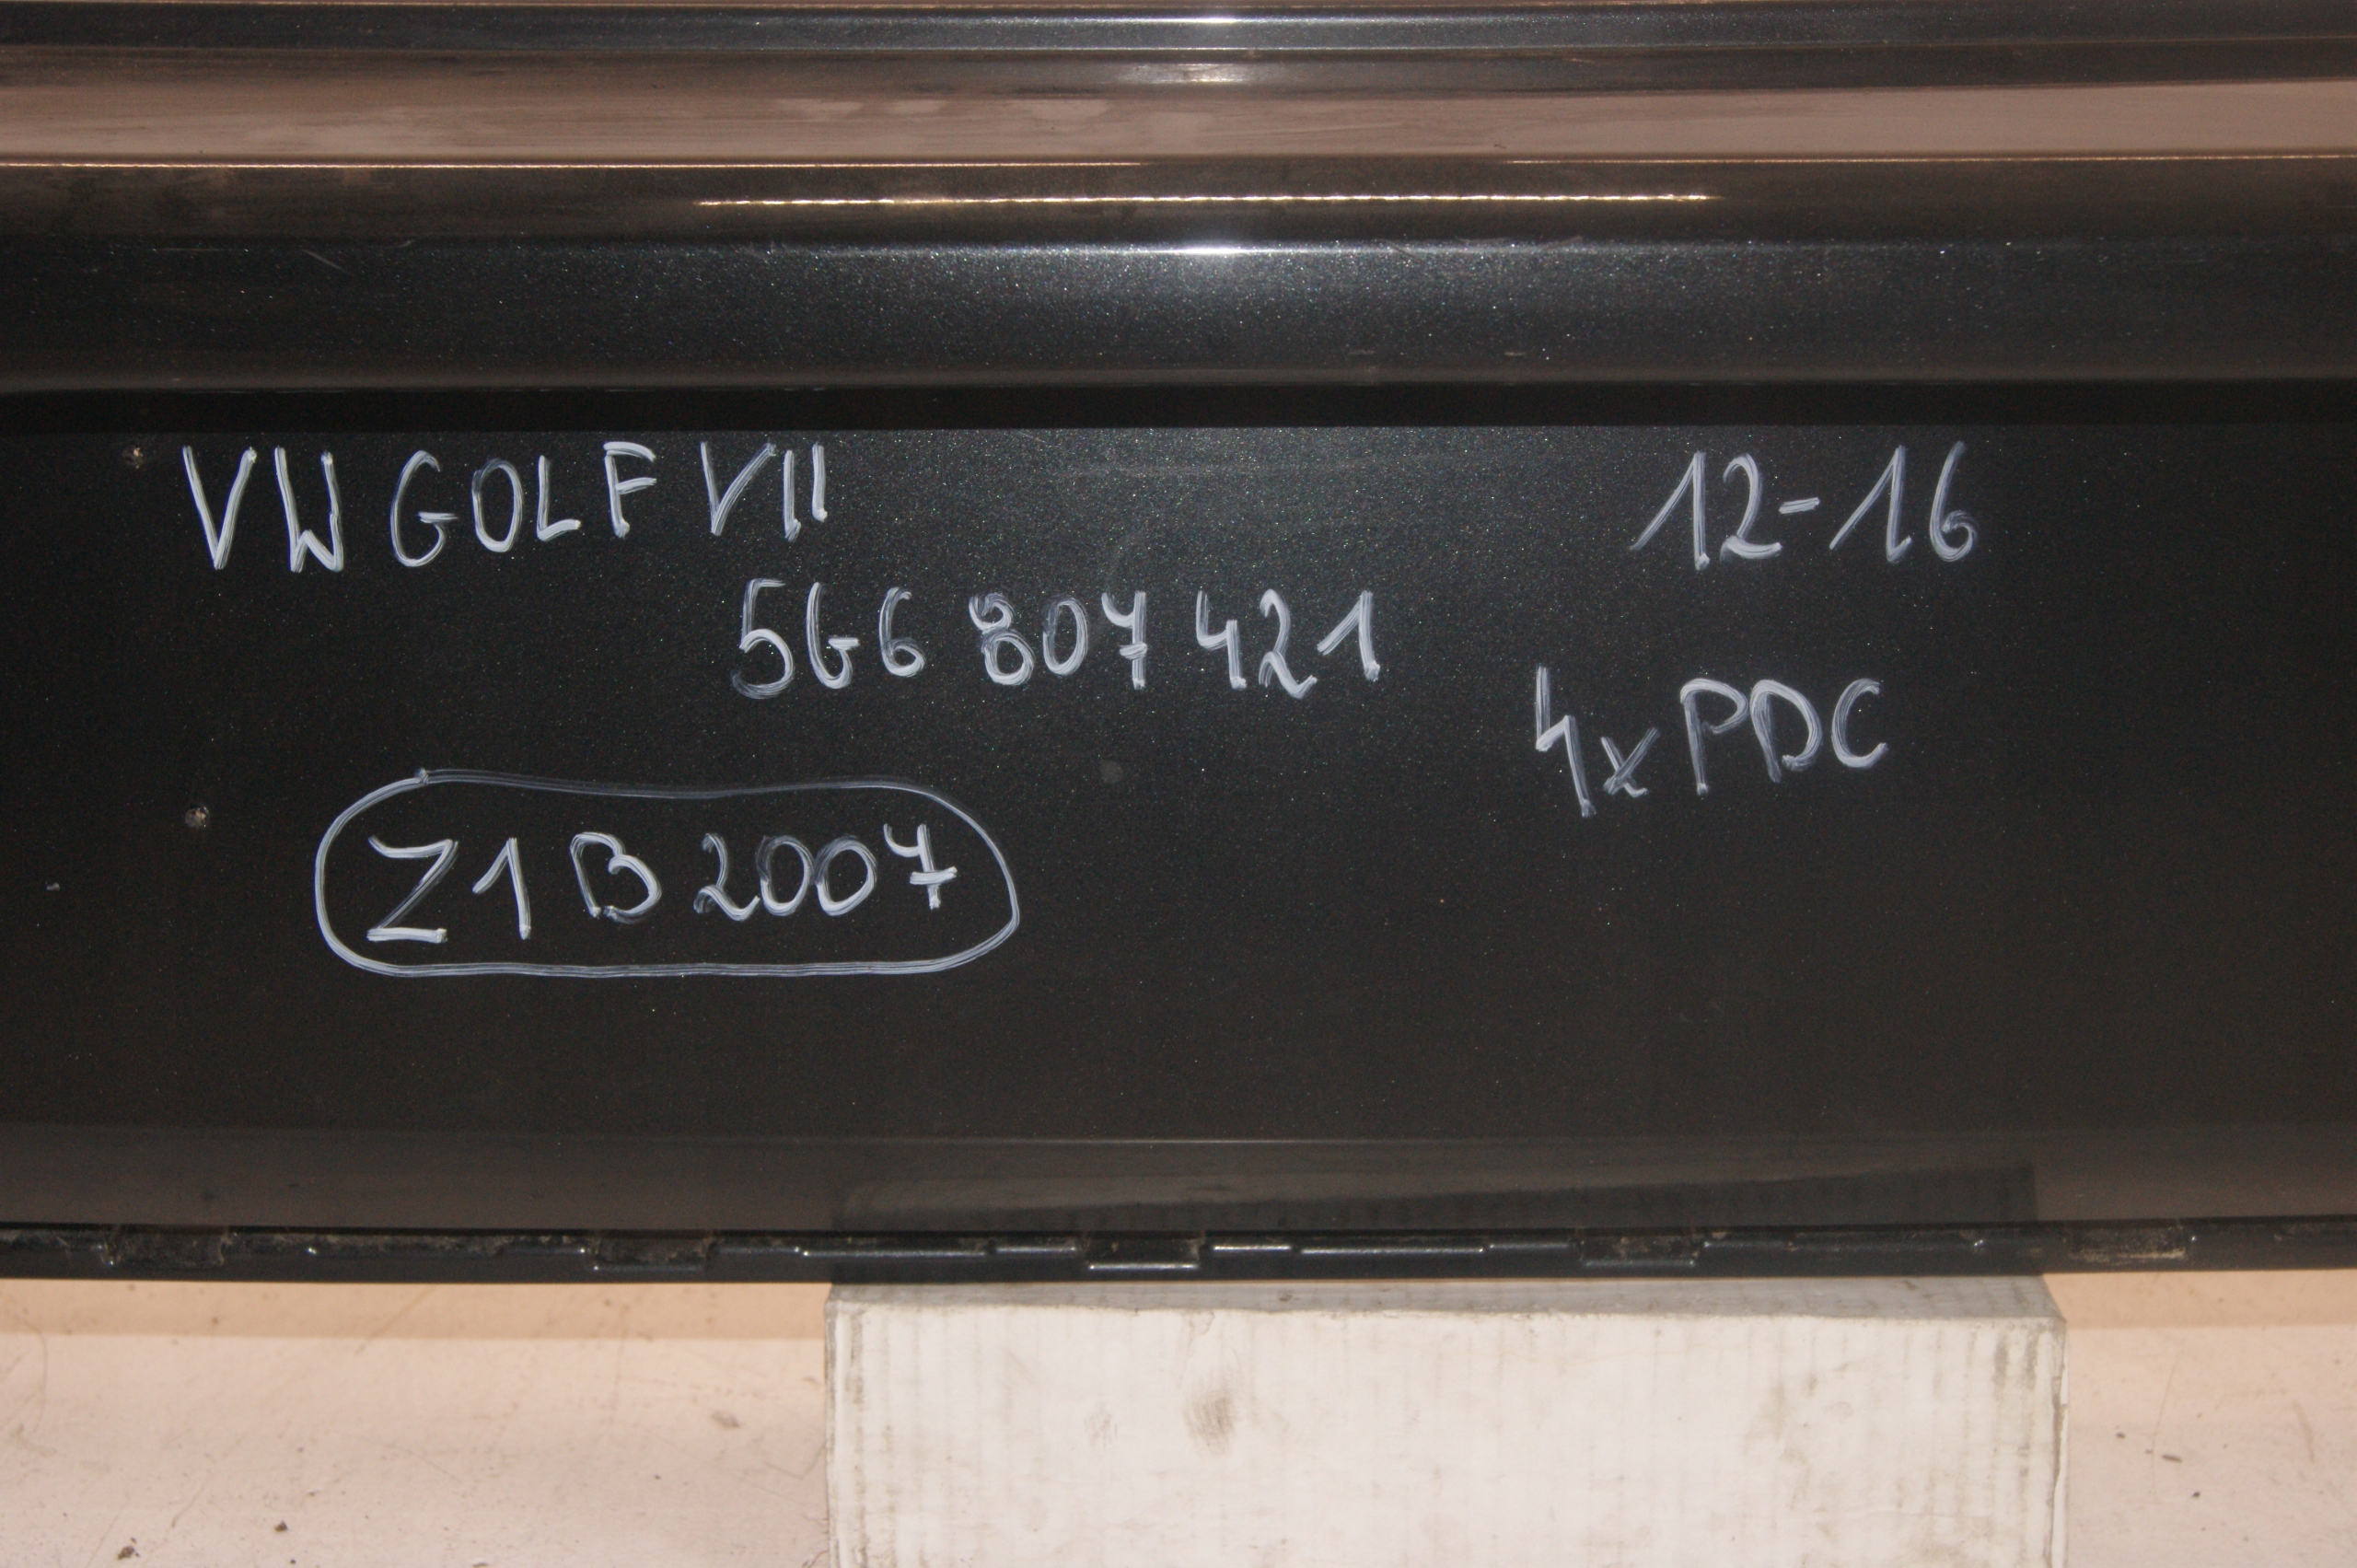 VW GOLF VII 12-16
5G6 807 421
4x PDC
Z1B2007